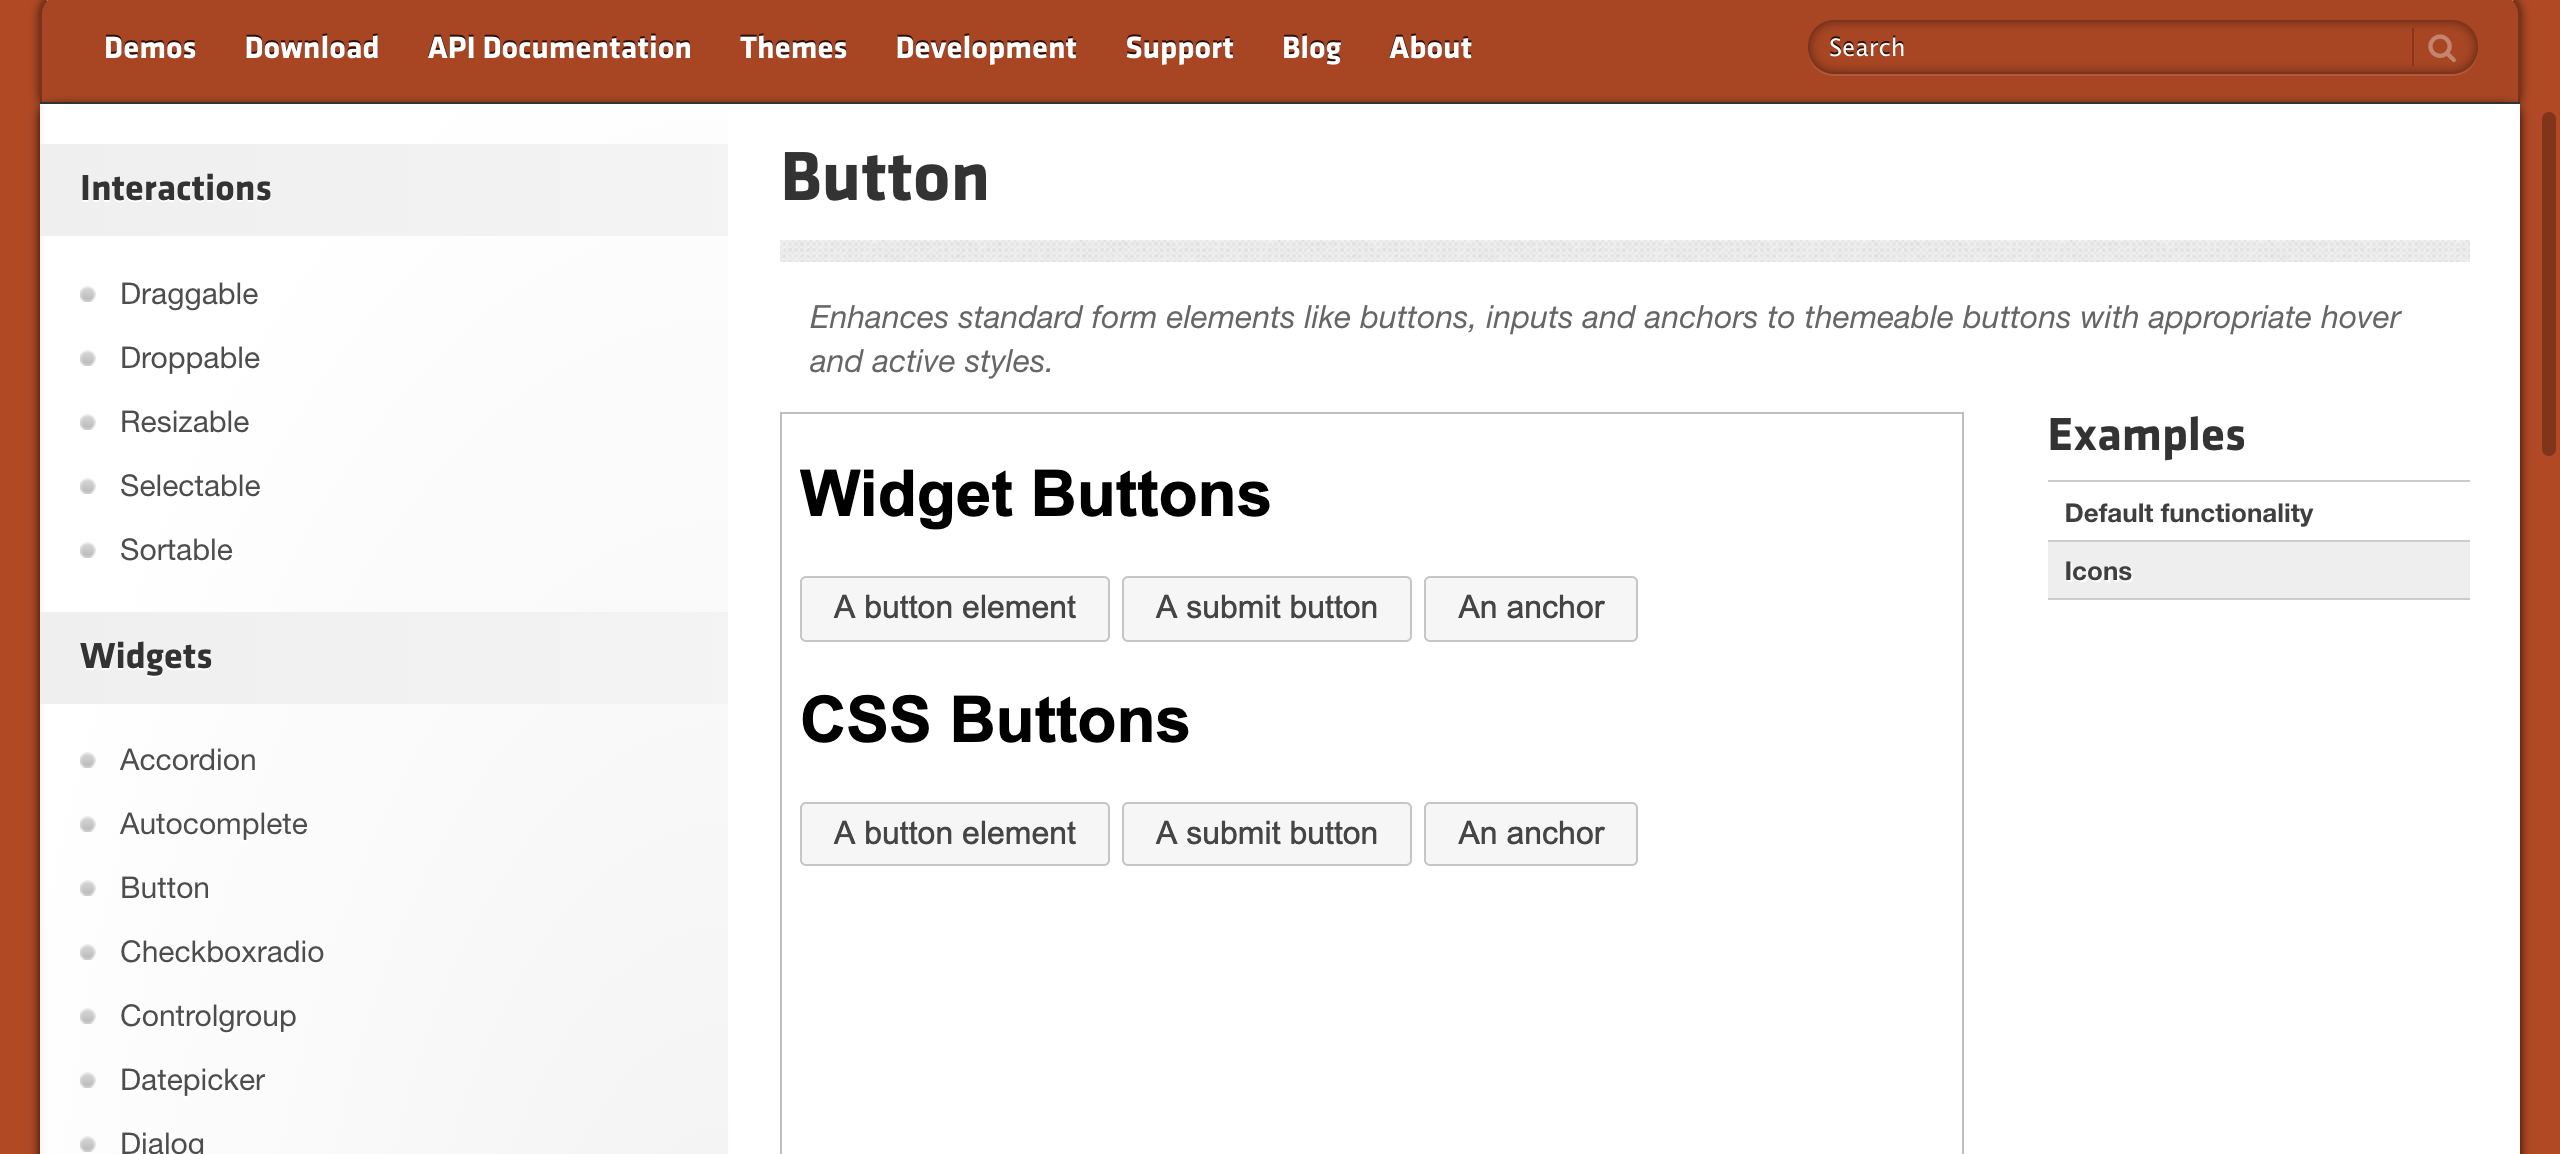 Demos Download API Documentation Themes Development Support Blog About Search
Interactions
Draggable
Droppable
Resizable
Selectable
Sortable
Widgets
Accordion
Autocomplete
Button
Checkboxradio
Controlgroup
Datepicker
Dialog
Button
Enhances standard form elements like buttons, inputs and anchors to themeable buttons with appropriate hover
and active styles.
Widget Buttons
A button element A submit button An anchor
CSS Buttons
A button element A submit button An anchor
Examples
Default functionality
Icons